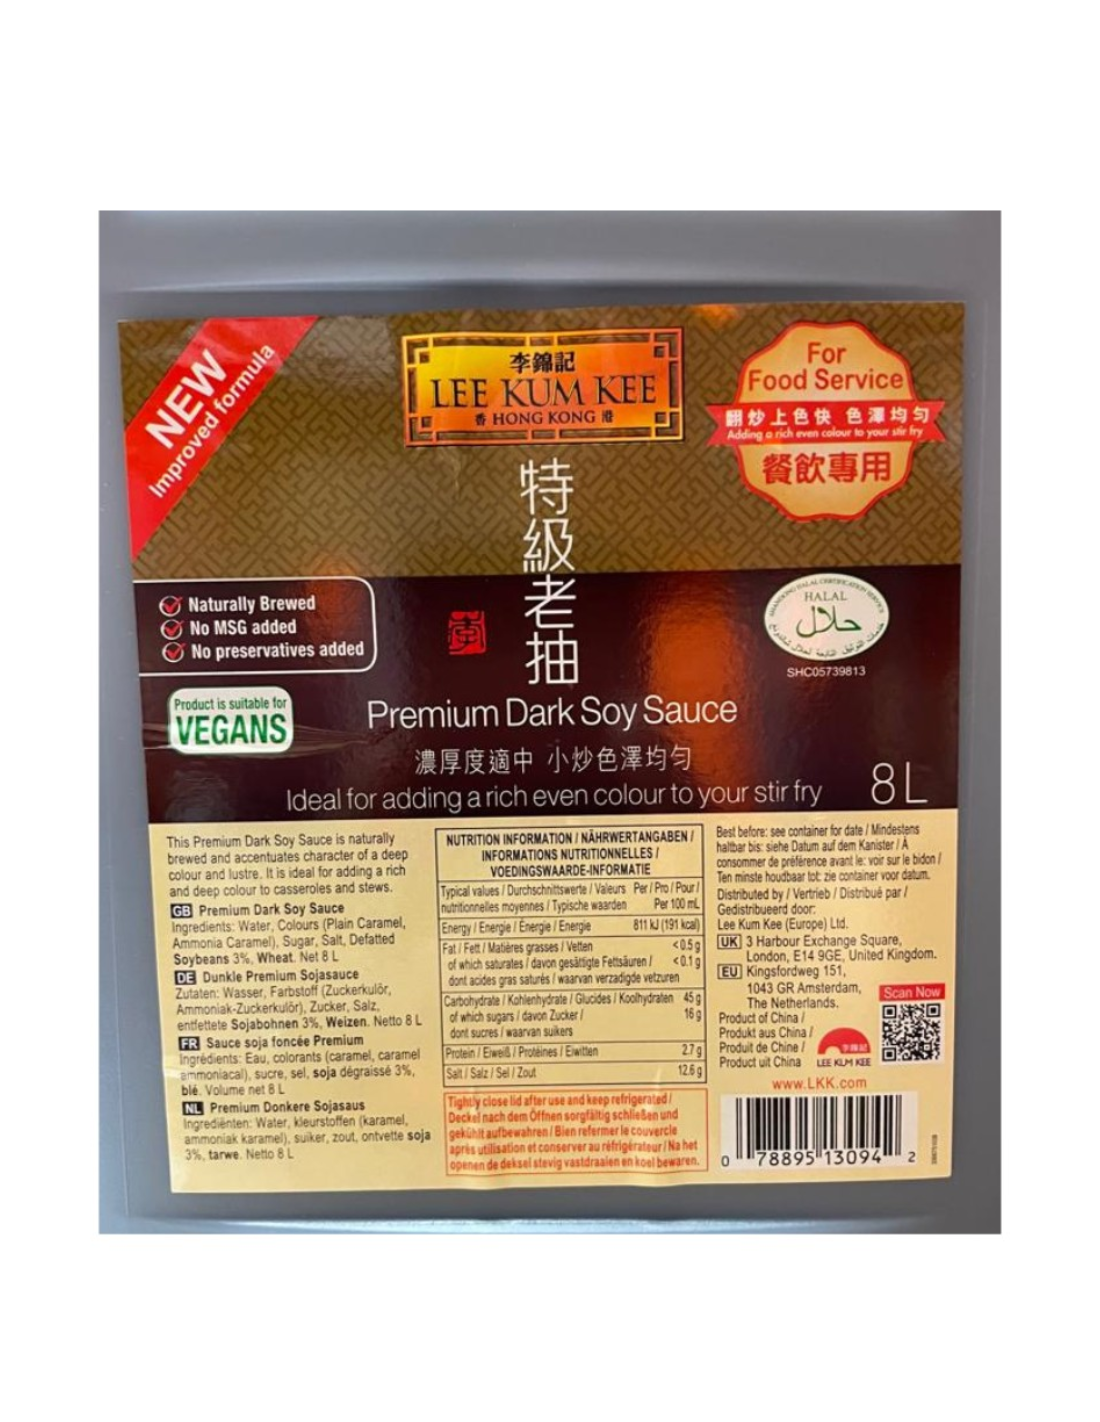 NEW
Improved formula
李錦記
LEE KUM KEE
香 HONG KONG 港
For
Food Service
翻炒上色快 色澤均勻
Adding a rich even colour to your stir fry
餐飲專用
特級老抽
李
Naturally Brewed
No MSG added
No preservatives added
Product is suitable for
VEGANS
SHANDONG HALAL CERTIFICATION SERVICE
HALAL
حلال
SHC05739813
Premium Dark Soy Sauce
濃厚度適中 小炒色澤均勻
Ideal for adding a rich even colour to your stir fry
8 L
This Premium Dark Soy Sauce is naturally
brewed and accentuates character of a deep
colour and lustre. It is ideal for adding a rich
and deep colour to casseroles and stews.
GB Premium Dark Soy Sauce
Ingredients: Water, Colours (Plain Caramel,
Ammonia Caramel), Sugar, Salt, Defatted
Soybeans 3%, Wheat. Net 8 L
DE Dunkle Premium Sojasauce
Zutaten: Wasser, Farbstoff (Zuckerkulör,
Ammoniak-Zuckerkulör), Zucker, Salz,
entfettete Sojabohnen 3%, Weizen. Netto 8 L
FR Sauce soja foncée Premium
Ingrédients: Eau, colorants (caramel, caramel
ammoniacal), sucre, sel, soja dégraissé 3%,
blé. Volume net 8 L
NL Premium Donkere Sojasaus
Ingrediënten: Water, kleurstoffen (karamel,
ammoniak karamel), suiker, zout, ontvette soja
3%, tarwe. Netto 8 L
NUTRITION INFORMATION / NÄHRWERTANGABEN /
INFORMATIONS NUTRITIONNELLES /
VOEDINGSWAARDE-INFORMATIE
Typical values / Durchschnittswerte / Valeurs Per / Pro / Pour /
nutritionnelles moyennes / Typische waarden Per 100 mL
Energy / Energie / Énergie / Energie 811 kJ (191 kcal)
Fat / Fett / Matières grasses / Vetten <0.5 g
of which saturates / davon gesättigte Fettsäuren / <0.1 g
dont acides gras saturés / waarvan verzadigde vetzuren
Carbohydrate / Kohlenhydrate / Glucides / Koolhydraten 45 g
of which sugars / davon Zucker / 16 g
dont sucres / waarvan suikers
Protein / Eiweiß / Protéines / Eiwitten 2.7 g
Salt / Salz / Sel / Zout 12.6 g
Tightly close lid after use and keep refrigerated /
Deckel nach dem Öffnen sorgfältig schließen und
gekühlt aufbewahren / Bien refermer le couvercle
après utilisation et conserver au réfrigérateur / Na het
openen de deksel stevig vastdraaien en koel bewaren.
Best before: see container for date / Mindestens
haltbar bis: siehe Datum auf dem Kanister / À
consommer de préférence avant le: voir sur le bidon /
Ten minste houdbaar tot: zie container voor datum.
Distributed by / Vertrieb / Distribué par /
Gedistribueerd door:
Lee Kum Kee (Europe) Ltd.
UK 3 Harbour Exchange Square,
London, E14 9GE, United Kingdom.
EU Kingsfordweg 151,
1043 GR Amsterdam,
The Netherlands.
Product of China /
Produkt aus China /
Produit de Chine /
Product uit China
Scan Now
李錦記
LEE KUM KEE
www.LKK.com
0 78895 13094 2